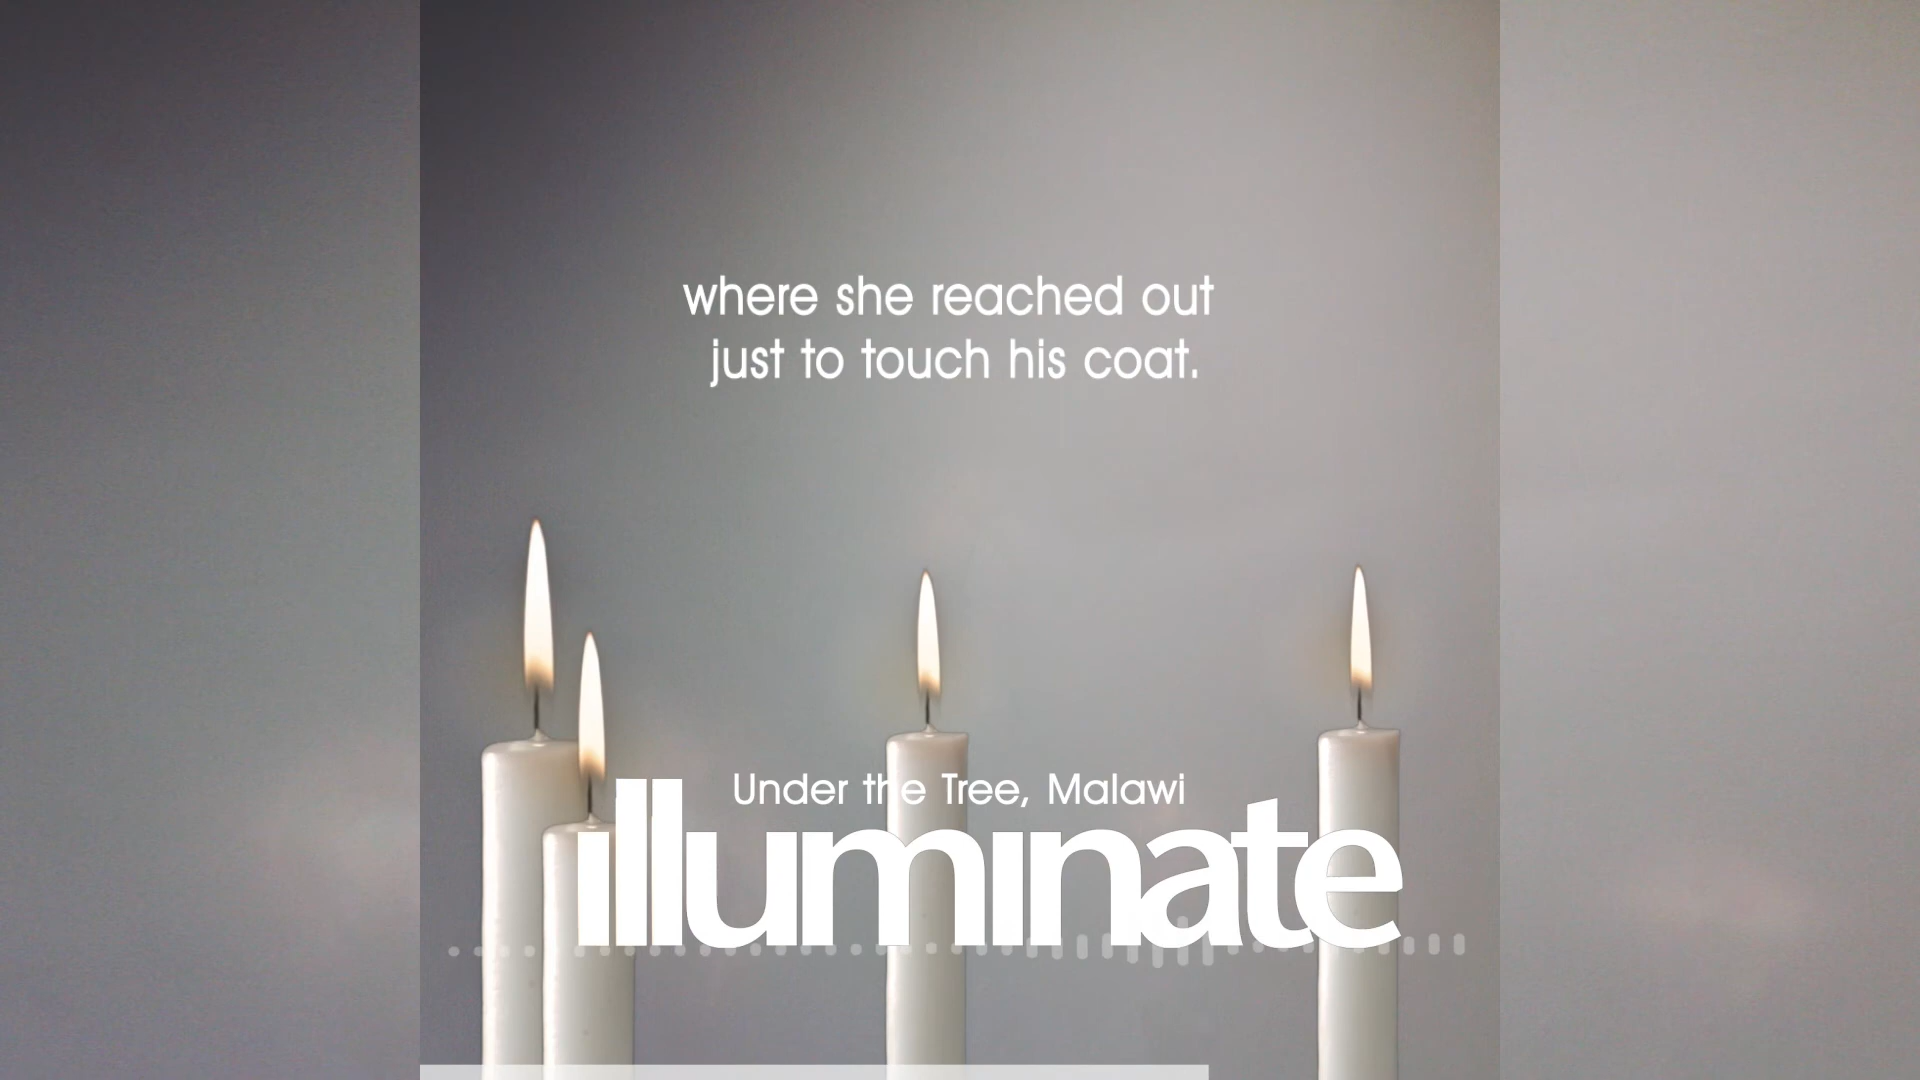 where she reached out
just to touch his coat.
Under the Tree, Malawi
illuminate